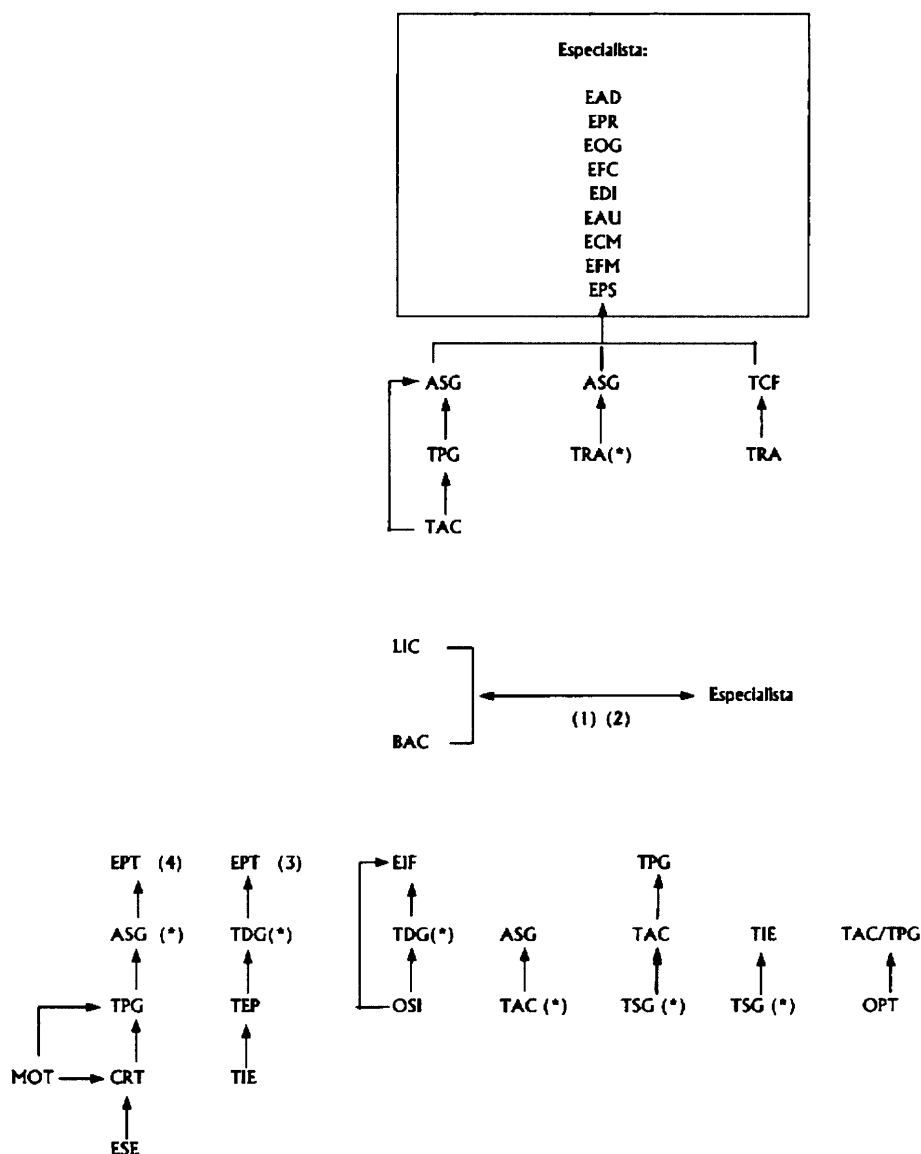 Especialista:
EAD
EPR
EOG
EFC
EDI
EAU
ECM
EFM
EPS
ASG ASG TCF
TPG TRA(*) TRA
TAC
LIC
Especialista
(1) (2)
BAC
EPT (4) EPT (3) EIF TPG
ASG (*) TDG(*) TDG(*) ASG TAC TIE TAC/TPG
TPG TEP OSI TAC (*) TSG (*) TSG (*) OPT
MOT CRT TIE
ESE